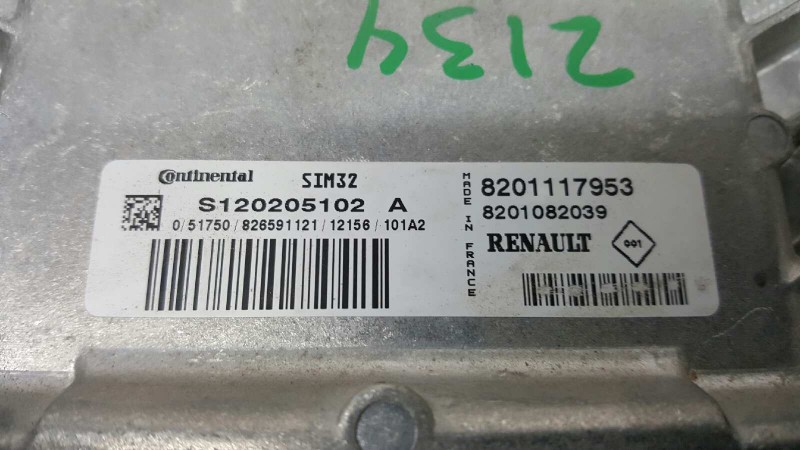 2134
Continental SIM32
S120205102 A
0/51750/826591121/12156/101A2
MADE IN FRANCE
8201117953
8201082039
RENAULT 001